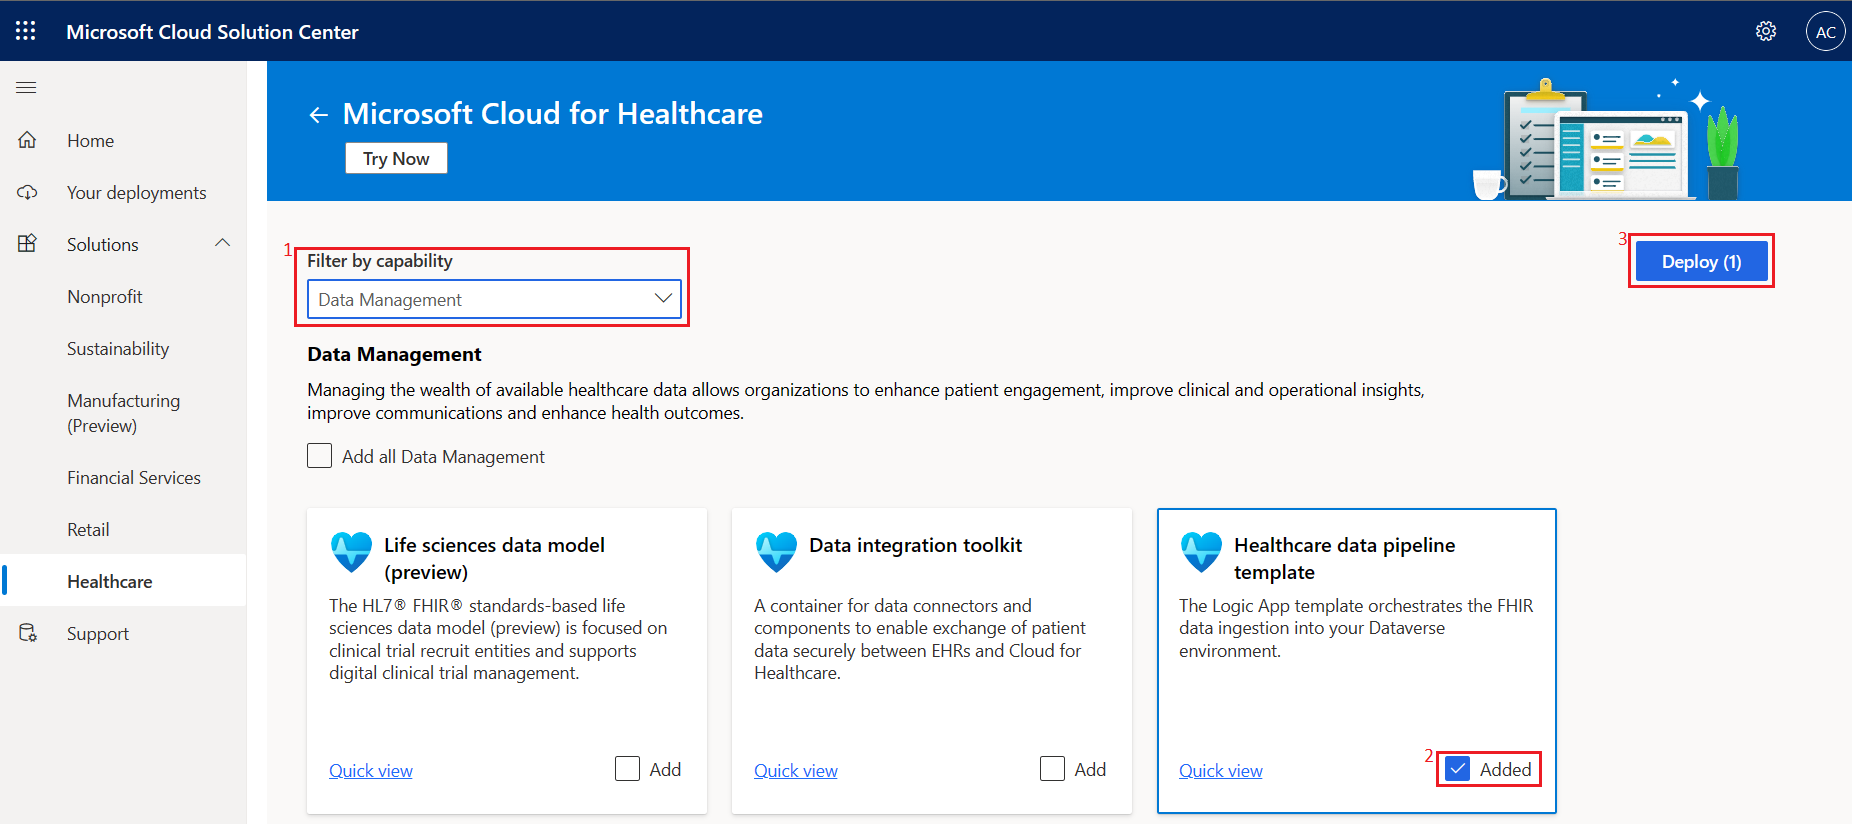 Microsoft Cloud Solution Center
AC
Home
Your deployments
Solutions
Nonprofit
Sustainability
Manufacturing
(Preview)
Financial Services
Retail
Healthcare
Support
Microsoft Cloud for Healthcare
Try Now
1
Filter by capability
Data Management
3
Deploy (1)
Data Management
Managing the wealth of available healthcare data allows organizations to enhance patient engagement, improve clinical and operational insights,
improve communications and enhance health outcomes.
Add all Data Management
Life sciences data model
(preview)
The HL7® FHIR® standards-based life
sciences data model (preview) is focused on
clinical trial recruit entities and supports
digital clinical trial management.
Quick view
Add
Data integration toolkit
A container for data connectors and
components to enable exchange of patient
data securely between EHRs and Cloud for
Healthcare.
Quick view
Add
Healthcare data pipeline
template
The Logic App template orchestrates the FHIR
data ingestion into your Dataverse
environment.
Quick view
2
Added